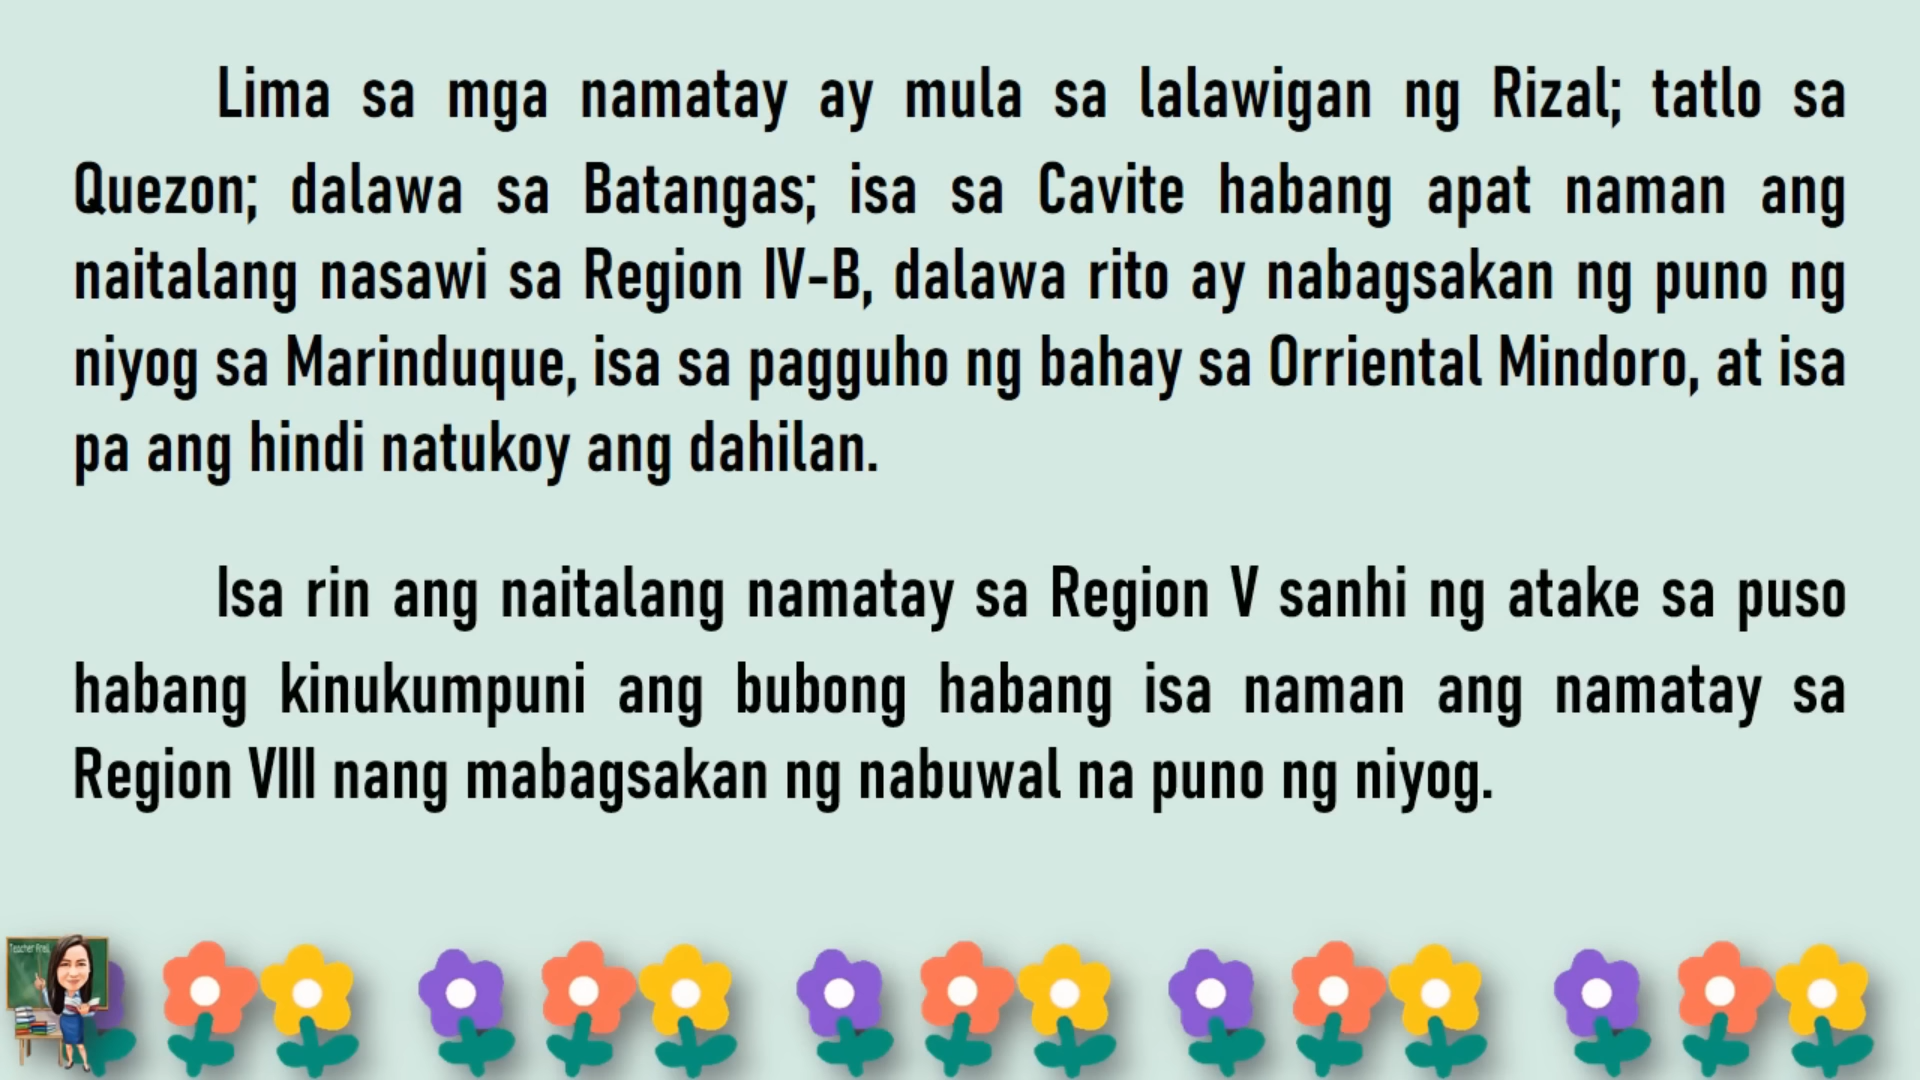 Lima sa mga namatay ay mula sa lalawigan ng Rizal; tatlo sa
Quezon; dalawa sa Batangas; isa sa Cavite habang apat naman ang
naitalang nasawi sa Region IV-B, dalawa rito ay nabagsakan ng puno ng
niyog sa Marinduque, isa sa pagguho ng bahay sa Orriental Mindoro, at isa
pa ang hindi natukoy ang dahilan.
Isa rin ang naitalang namatay sa Region V sanhi ng atake sa puso
habang kinukumpuni ang bubong habang isa naman ang namatay sa
Region VIII nang mabagsakan ng nabuwal na puno ng niyog.
Teacher